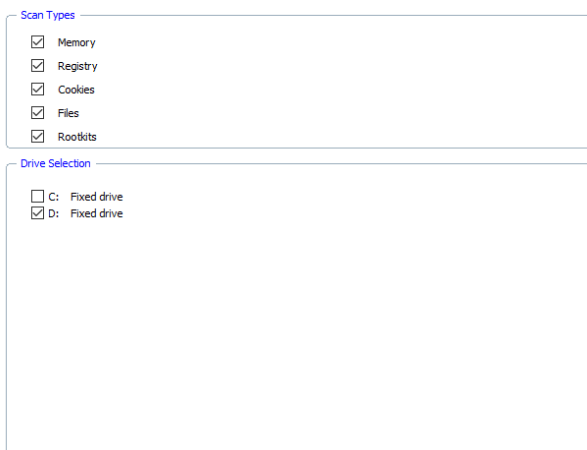 Scan Types
Memory
Registry
Cookies
Files
Rootkits
Drive Selection
C: Fixed drive
D: Fixed drive